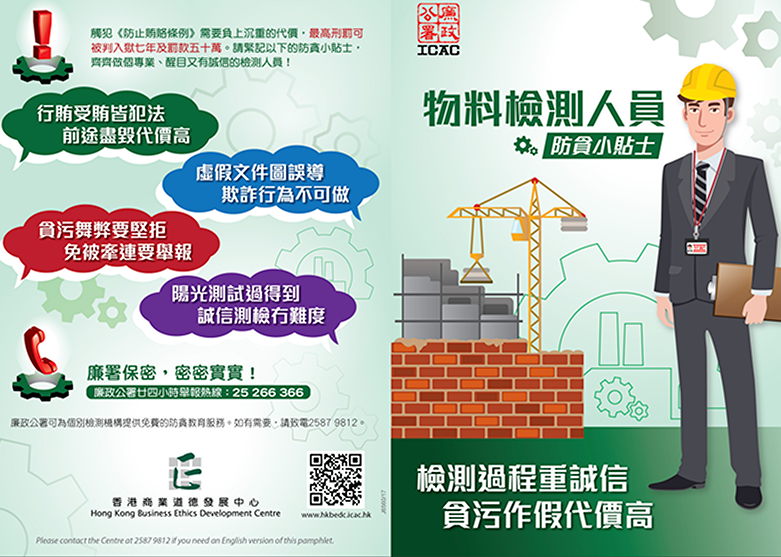 觸犯《防止賄賂條例》需要負上沉重的代價，最高刑罰可
被判入獄七年及罰款五十萬。請緊記以下的防貪小貼士，
齊齊做個專業、醒目又有誠信的檢測人員！
行賄受賄皆犯法
前途盡毀代價高
虛假文件圖誤導
欺詐行為不可做
貪污舞弊要堅拒
免被牽連要舉報
陽光測試過得到
誠信測檢冇難度
廉署保密，密密實實！
廉政公署廿四小時舉報熱線：25 266 366
廉政公署可為個別檢測機構提供免費的防貪教育服務。如有需要，請致電2587 9812。
香港商業道德發展中心
Hong Kong Business Ethics Development Centre
www.hkbedc.icac.hk
Please contact the Centre at 2587 9812 if you need an English version of this pamphlet.
廉政公署
ICAC
物料檢測人員
防貪小貼士
檢測過程重誠信
貪污作假代價高